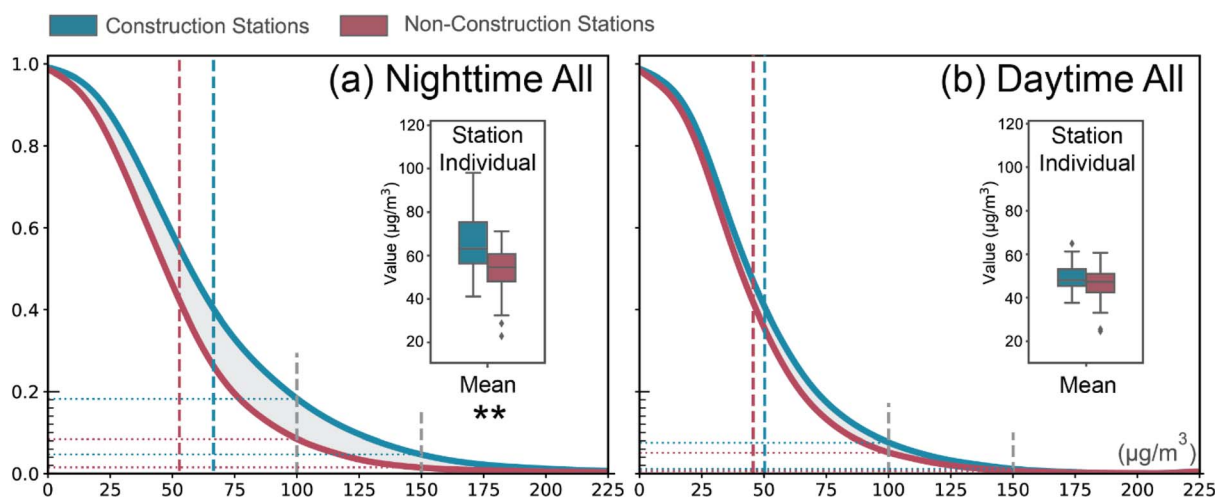 Construction Stations Non-Construction Stations
(a) Nighttime All
1.0
0.8
0.6
0.4
0.2
0.0
0 25 50 75 100 125 150 175 200 225
Station
Individual
Value (µg/m³)
120
100
80
60
40
20
Mean
**
(b) Daytime All
0 25 50 75 100 125 150 175 200 225
Station
Individual
Value (µg/m³)
120
100
80
60
40
20
Mean
(µg/m³)